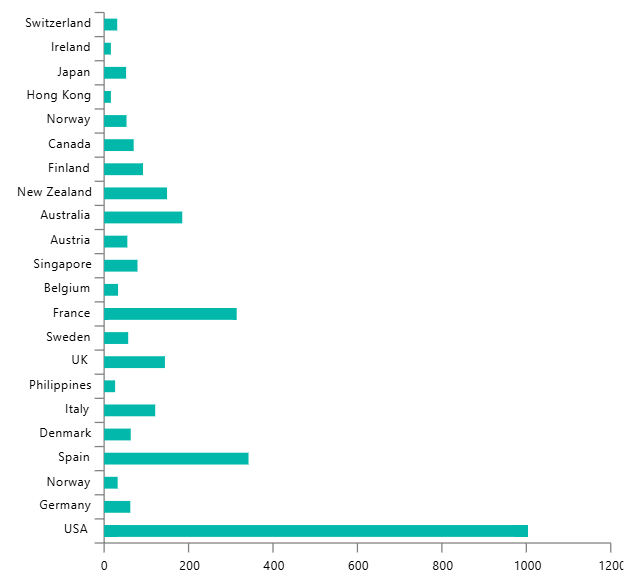 Switzerland
Ireland
Japan
Hong Kong
Norway
Canada
Finland
New Zealand
Australia
Austria
Singapore
Belgium
France
Sweden
UK
Philippines
Italy
Denmark
Spain
Norway
Germany
USA
0 200 400 600 800 1000 1200